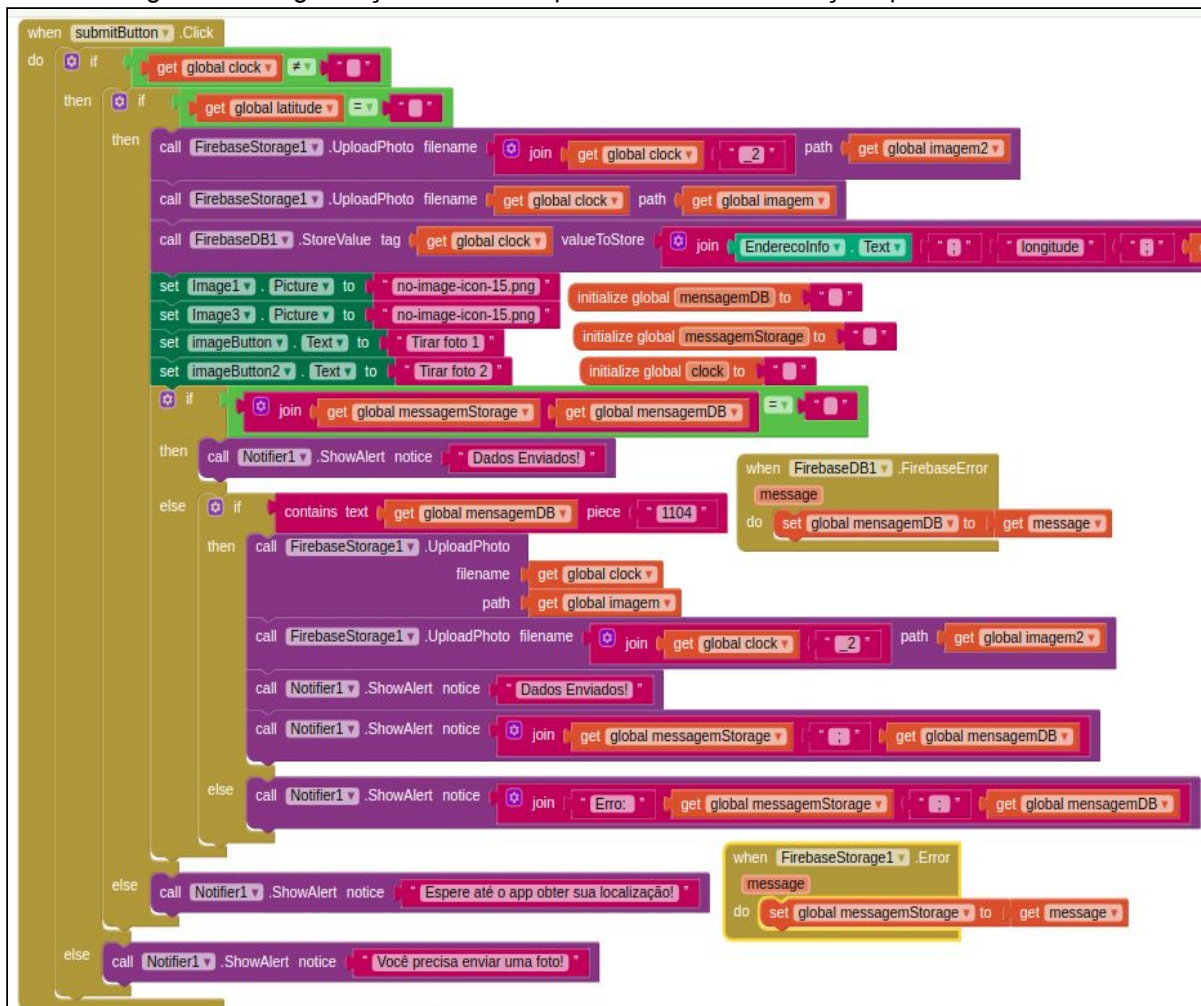 when submitButton .Click
do if get global clock ≠ " "
then if get global latitude = " "
then call FirebaseStorage1 .UploadPhoto filename join get global clock " _2 " path get global imagem2
call FirebaseStorage1 .UploadPhoto filename get global clock path get global imagem
call FirebaseDB1 .StoreValue tag get global clock valueToStore join EnderecoInfo . Text " ; " " longitude " " ; "
set Image1 . Picture to " no-image-icon-15.png "
initialize global mensagemDB to " "
set Image3 . Picture to " no-image-icon-15.png "
set imageButton . Text to " Tirar foto 1 "
initialize global messagemStorage to " "
set imageButton2 . Text to " Tirar foto 2 "
initialize global clock to " "
if join get global messagemStorage get global mensagemDB = " "
then call Notifier1 .ShowAlert notice " Dados Enviados! "
when FirebaseDB1 .FirebaseError
message
do set global mensagemDB to get message
else if contains text get global mensagemDB piece " 1104 "
then call FirebaseStorage1 .UploadPhoto
filename get global clock
path get global imagem
call FirebaseStorage1 .UploadPhoto filename join get global clock " _2 " path get global imagem2
call Notifier1 .ShowAlert notice " Dados Enviados! "
call Notifier1 .ShowAlert notice join get global messagemStorage " ; " get global mensagemDB
else call Notifier1 .ShowAlert notice join " Erro: " get global messagemStorage " ; " get global mensagemDB
when FirebaseStorage1 .Error
message
do set global messagemStorage to get message
else call Notifier1 .ShowAlert notice " Espere até o app obter sua localização! "
else call Notifier1 .ShowAlert notice " Você precisa enviar uma foto! "